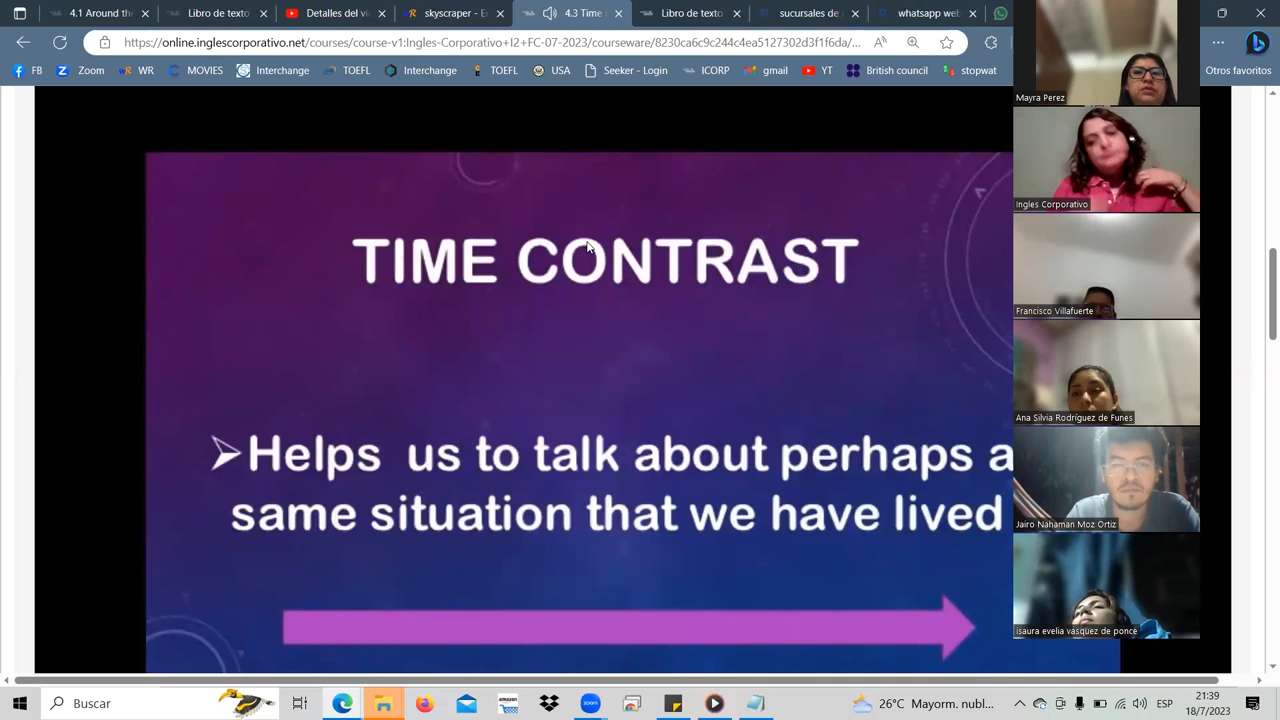 4.1 Around the
Libro de texto
Detalles del vi
skyscraper - E
4.3 Time
Libro de texto
sucursales de
whatsapp web
https://online.inglescorporativo.net/courses/course-v1:Ingles-Corporativo+I2+FC-07-2023/courseware/8230ca6c9c244c4ea5127302d3f1f6da/...
FB
Zoom
WR
MOVIES
Interchange
TOEFL
Interchar
TOEFL
USA
Seeker - Login
ICORP
gmail
YT
British council
stopwat
Otros favoritos
TIME CONTRAST
Helps us to talk about perhaps a
same situation that we have lived
Mayra Perez
Ingles Corporativo
Francisco Villafuerte
Ana Silvia Rodríguez de Funes
Jairo Nahaman Moz Ortiz
isaura evelia vasquez de ponce
Buscar
amazon
zoom
26°C Mayorm. nubl...
ESP
21:39
18/7/2023